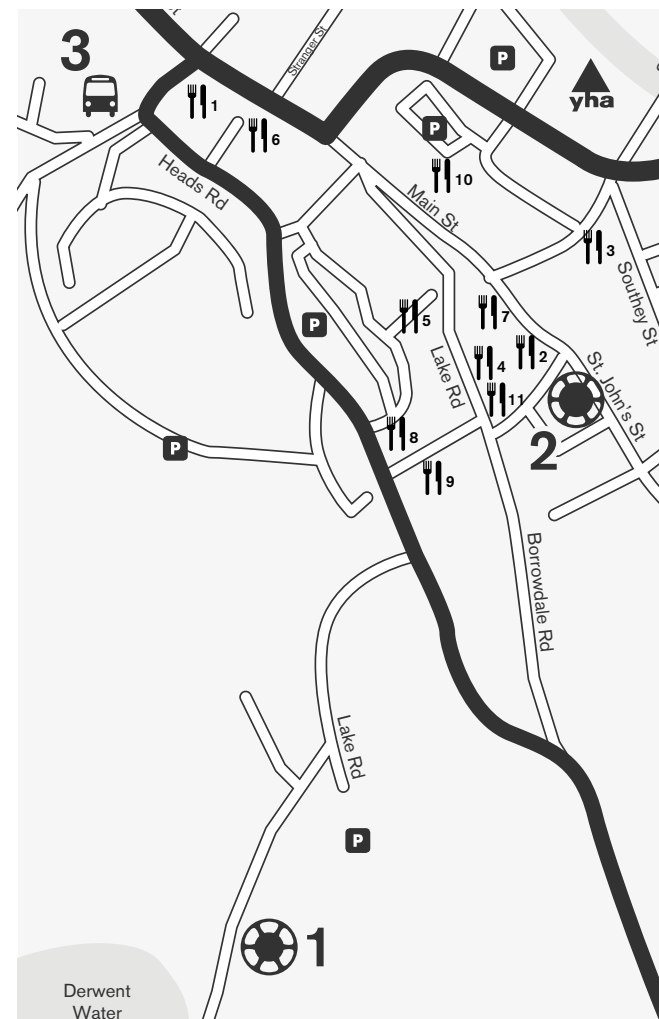 3
Stranger St
P
yha
1
6
P
10
Heads Rd
Main St
3
Southey St
P
5
7
Lake Rd
4
2
11
St. John's St
2
8
P
9
Borrowdale Rd
Lake Rd
P
1
Derwent
Water